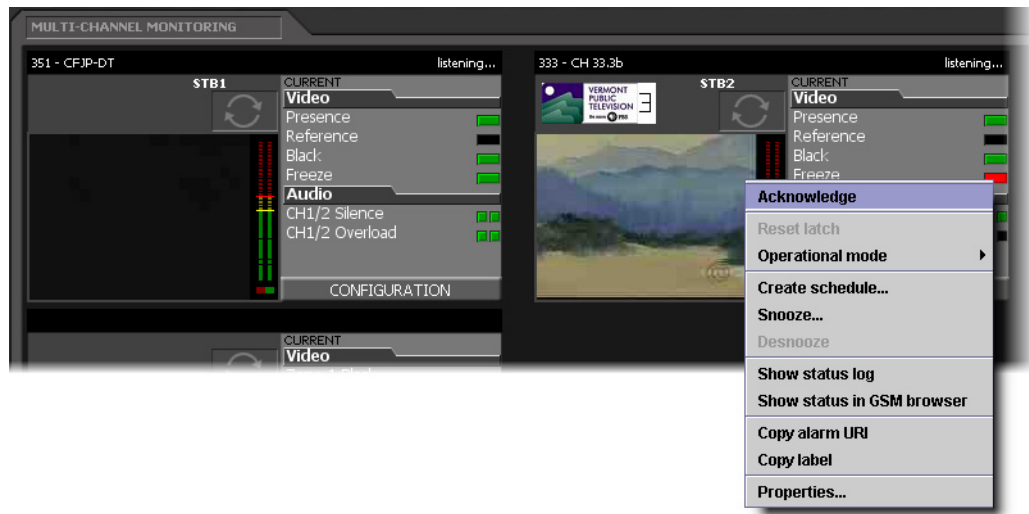 MULTI-CHANNEL MONITORING
351 - CFJP-DT
listening...
STB1
CURRENT
Video
Presence
Reference
Black
Freeze
Audio
CH1/2 Silence
CH1/2 Overload
CONFIGURATION
333 - CH 33.3b
listening...
VERMONT
PUBLIC
TELEVISION
3
PBS
STB2
CURRENT
Video
Presence
Reference
Black
Freeze
Acknowledge
Reset latch
Operational mode
Create schedule...
Snooze...
Desnooze
Show status log
Show status in GSM browser
Copy alarm URI
Copy label
Properties...
CURRENT
Video